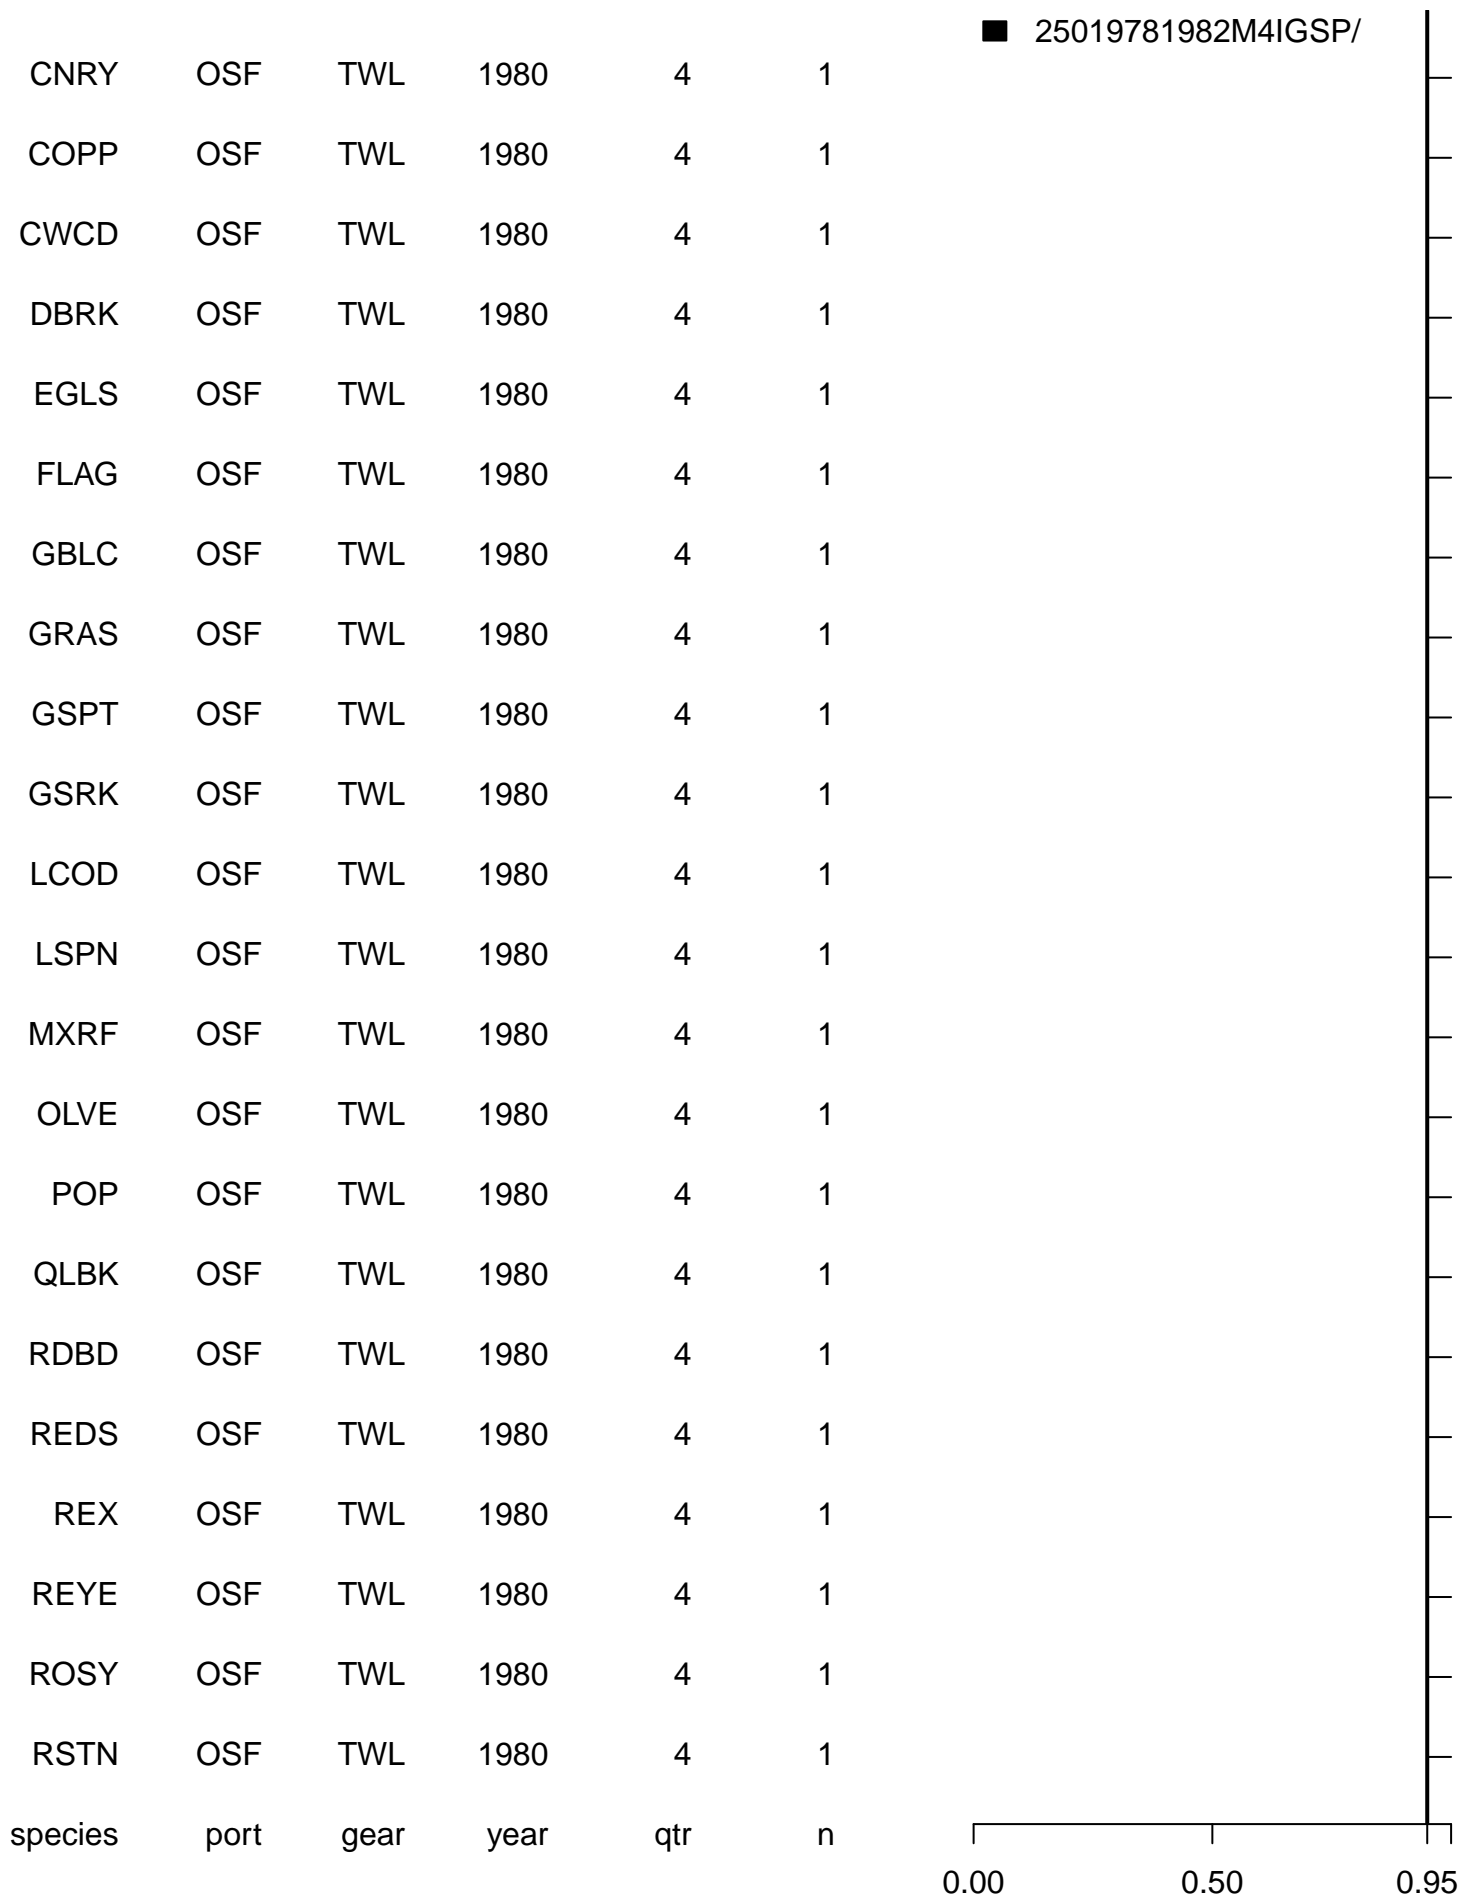 25019781982M4IGSP/
CNRY OSF TWL 1980 4 1
COPP OSF TWL 1980 4 1
CWCD OSF TWL 1980 4 1
DBRK OSF TWL 1980 4 1
EGLS OSF TWL 1980 4 1
FLAG OSF TWL 1980 4 1
GBLC OSF TWL 1980 4 1
GRAS OSF TWL 1980 4 1
GSPT OSF TWL 1980 4 1
GSRK OSF TWL 1980 4 1
LCOD OSF TWL 1980 4 1
LSPN OSF TWL 1980 4 1
MXRF OSF TWL 1980 4 1
OLVE OSF TWL 1980 4 1
POP OSF TWL 1980 4 1
QLBK OSF TWL 1980 4 1
RDBD OSF TWL 1980 4 1
REDS OSF TWL 1980 4 1
REX OSF TWL 1980 4 1
REYE OSF TWL 1980 4 1
ROSY OSF TWL 1980 4 1
RSTN OSF TWL 1980 4 1
species port gear year qtr n
0.00 0.50 0.95